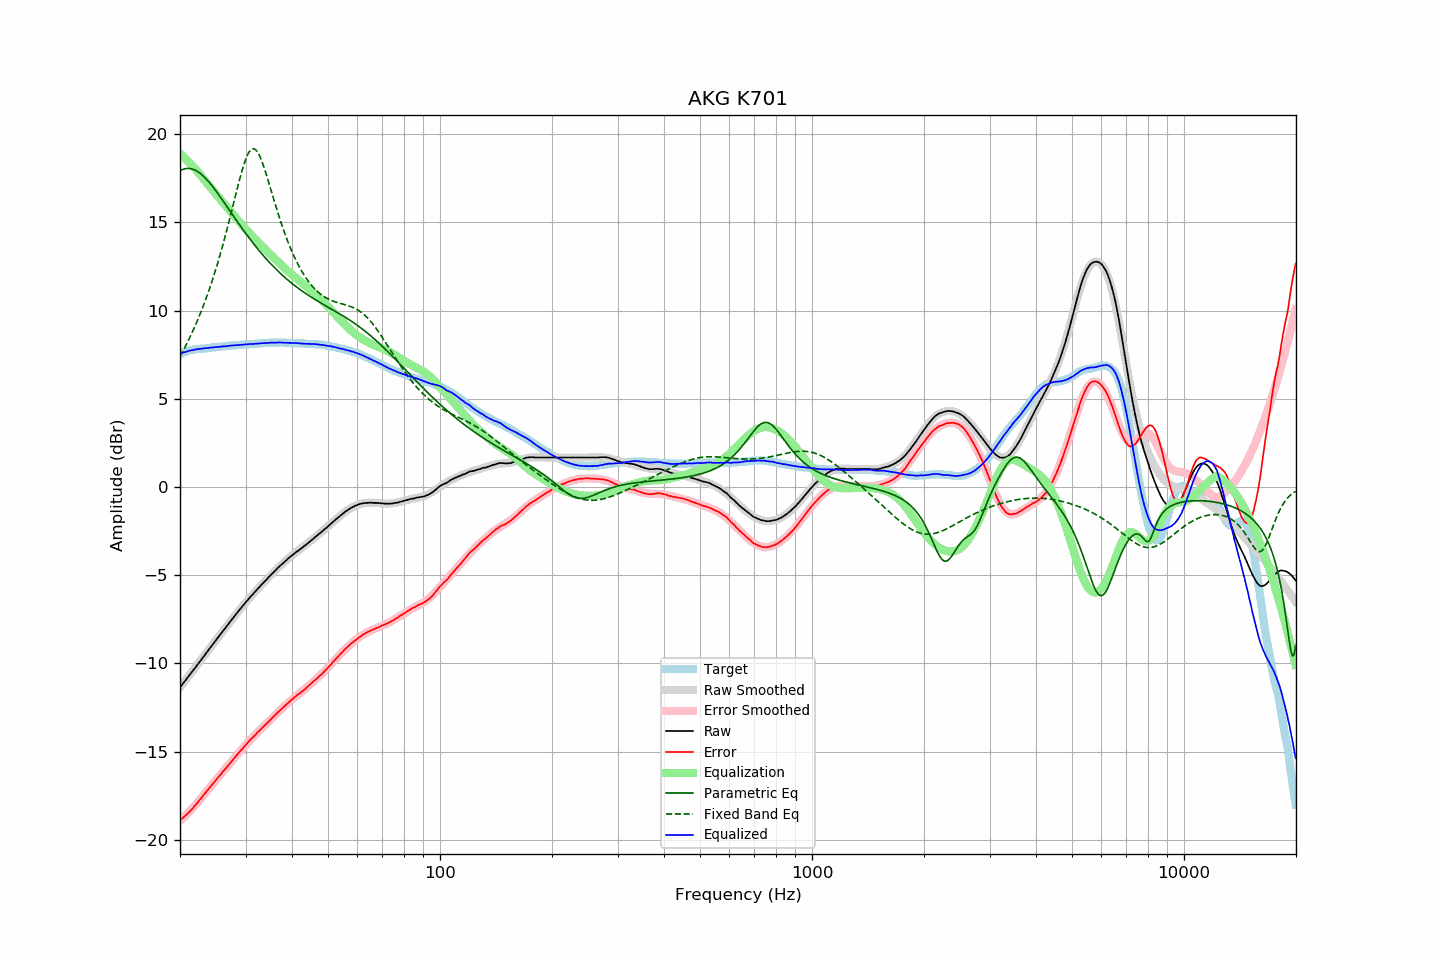 AKG K701
Amplitude (dBr)
20
15
10
5
0
−5
−10
−15
−20
Target
Raw Smoothed
Error Smoothed
Raw
Error
Equalization
Parametric Eq
Fixed Band Eq
Equalized
100
1000
10000
Frequency (Hz)